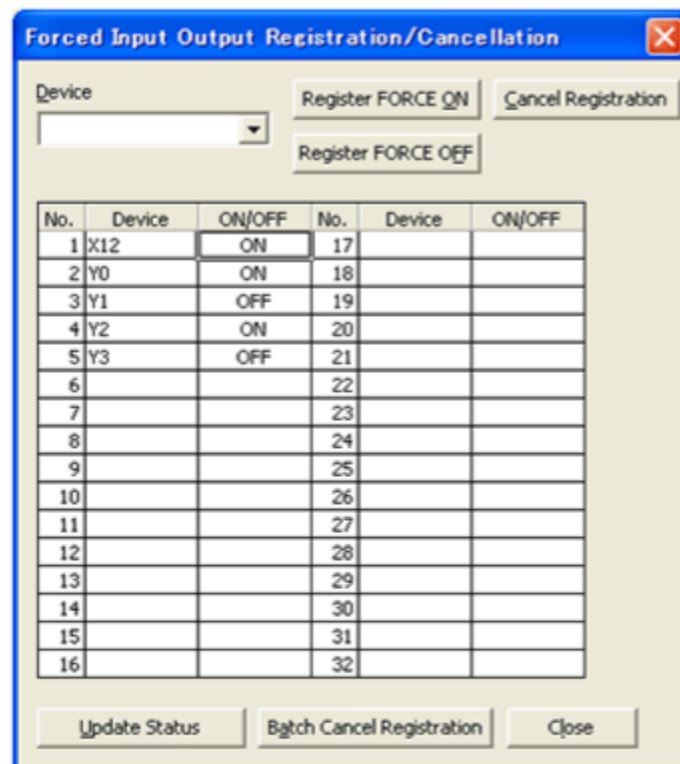 Forced Input Output Registration/Cancellation
Device
Register FORCE ON
Cancel Registration
Register FORCE OFF
No. Device ON/OFF No. Device ON/OFF
1 X12 ON 17
2 Y0 ON 18
3 Y1 OFF 19
4 Y2 ON 20
5 Y3 OFF 21
6 22
7 23
8 24
9 25
10 26
11 27
12 28
13 29
14 30
15 31
16 32
Update Status Batch Cancel Registration Close